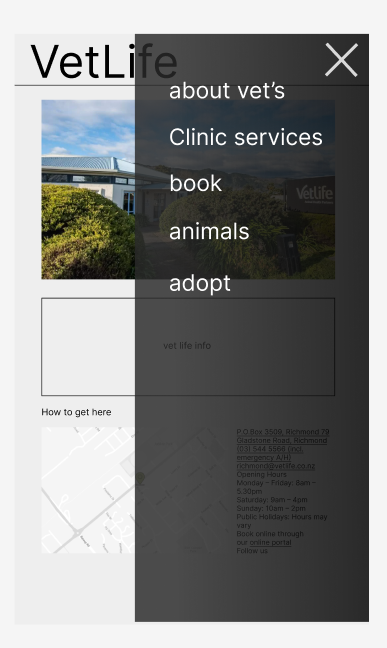 VetLife
about vet's
Clinic services
book
animals
adopt
Vetlife
vet life info
How to get here
P.O.Box 3509, Richmond 79
Gladstone Road, Richmond
(03) 544 5566 (incl.
emergency A/H)
richmond@vetlife.co.nz
Opening Hours
Monday – Friday: 8am –
5.30pm
Saturday: 9am – 4pm
Sunday: 10am – 2pm
Public Holidays: Hours may
vary
Book online through
our online portal
Follow us